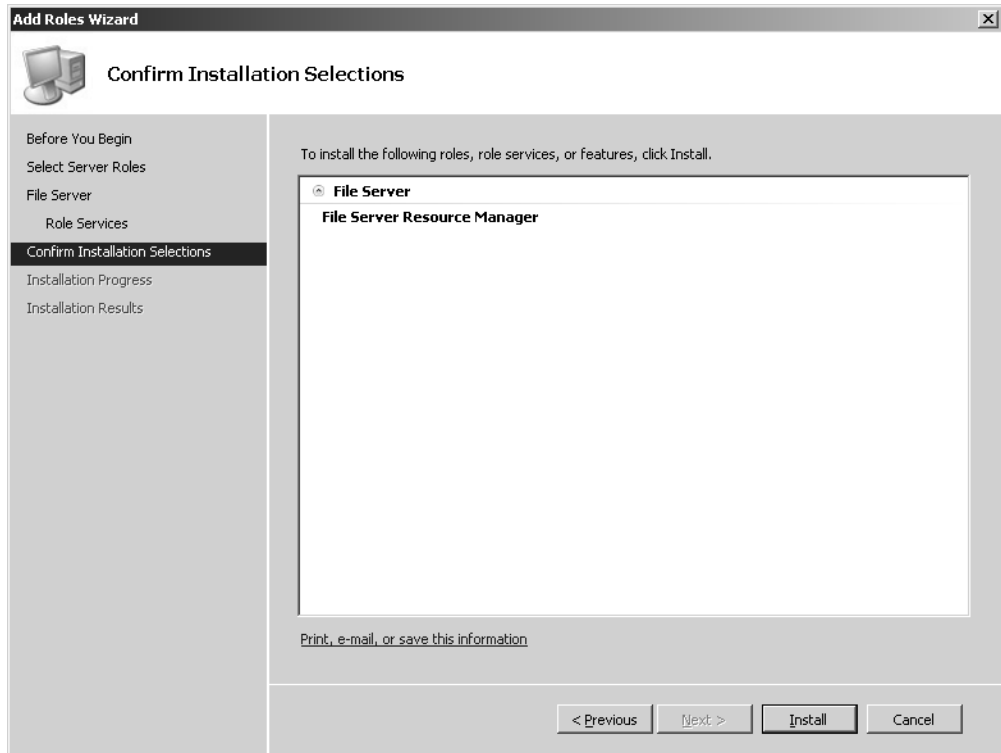 Add Roles Wizard
Confirm Installation Selections
Before You Begin
Select Server Roles
File Server
Role Services
Confirm Installation Selections
Installation Progress
Installation Results
To install the following roles, role services, or features, click Install.
File Server
File Server Resource Manager
Print, e-mail, or save this information
< Previous
Next >
Install
Cancel